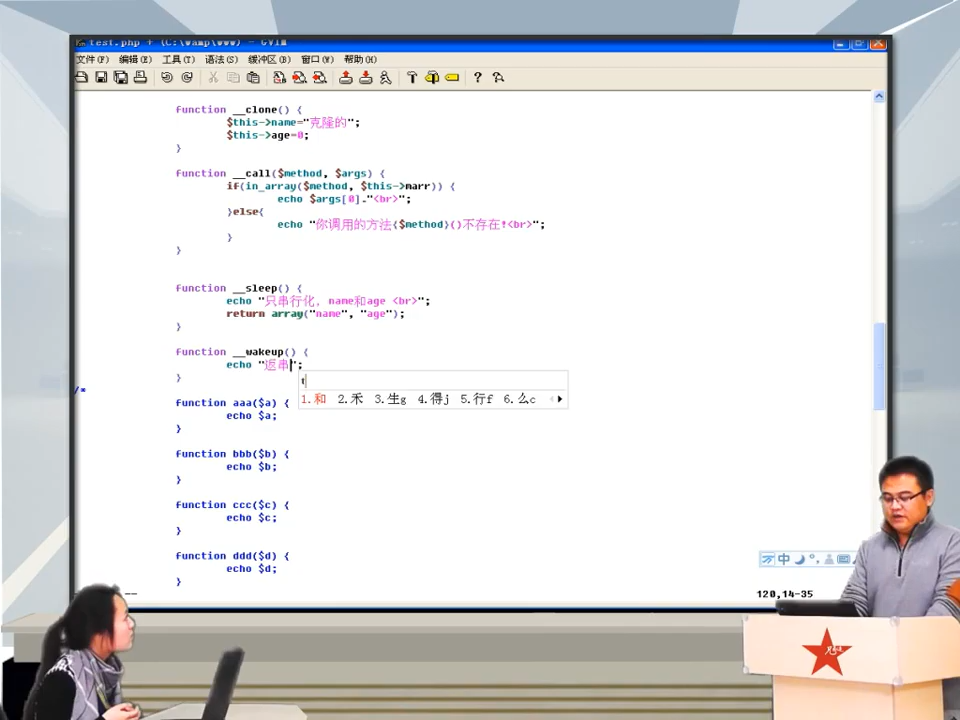 test.php + (C:\wamp\www) - GVIM
文件(F) 编辑(E) 工具(T) 语法(S) 缓冲区(B) 窗口(W) 帮助(H)
function __clone() {
$this->name="克隆的";
$this->age=0;
}
function __call($method, $args) {
if(in_array($method, $this->marr)) {
echo $args[0]."<br>";
}else{
echo "你调用的方法{$method}()不存在!<br>";
}
}
function __sleep() {
echo "只串行化, name和age <br>";
return array("name", "age");
}
function __wakeup() {
echo "返串";
t
1.和 2.禾 3.生g 4.得j 5.行f 6.么c
}
/*
function aaa($a) {
echo $a;
}
function bbb($b) {
echo $b;
}
function ccc($c) {
echo $c;
}
function ddd($d) {
echo $d;
}
中
--
120,14-35